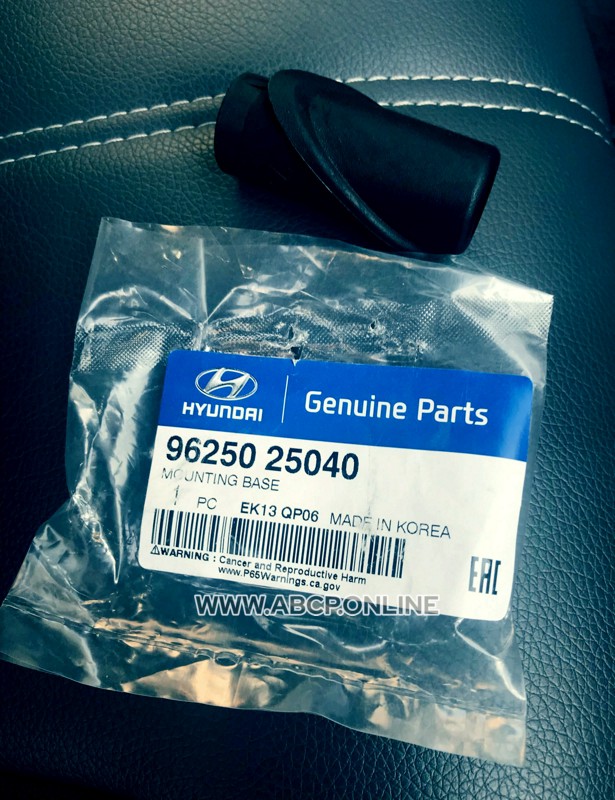 HYUNDAI
Genuine Parts
96250 25040
MOUNTING BASE
1 PC EK13 QP06 MADE IN KOREA
WARNING : Cancer and Reproductive Harm
www.P65Warnings.ca.gov
EAC
WWW.ABCP.ONLINE